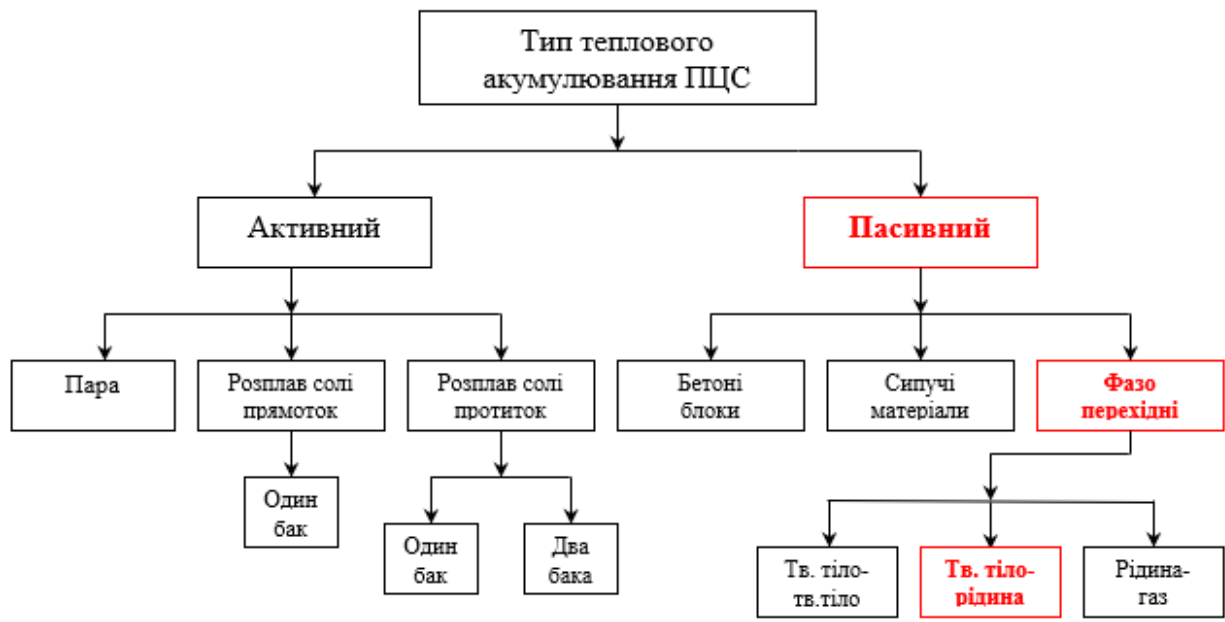 Тип теплового
акумулювання ПЦС
Активний
Пасивний
Пара
Розплав солі
прямоток
Розплав солі
протиток
Бетоні
блоки
Сипучі
матеріали
Фазо
перехідні
Один
бак
Один
бак
Два
бака
Тв. тіло-
тв.тіло
Тв. тіло-
рідина
Рідина-
газ